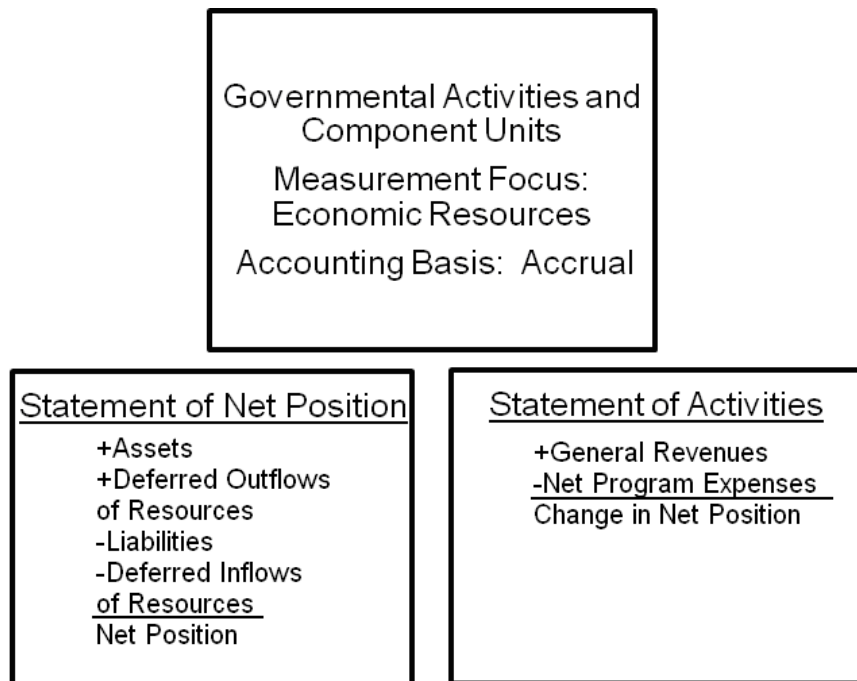 Governmental Activities and
Component Units
Measurement Focus:
Economic Resources
Accounting Basis: Accrual
Statement of Net Position
+Assets
+Deferred Outflows
of Resources
-Liabilities
-Deferred Inflows
of Resources
Net Position
Statement of Activities
+General Revenues
-Net Program Expenses
Change in Net Position